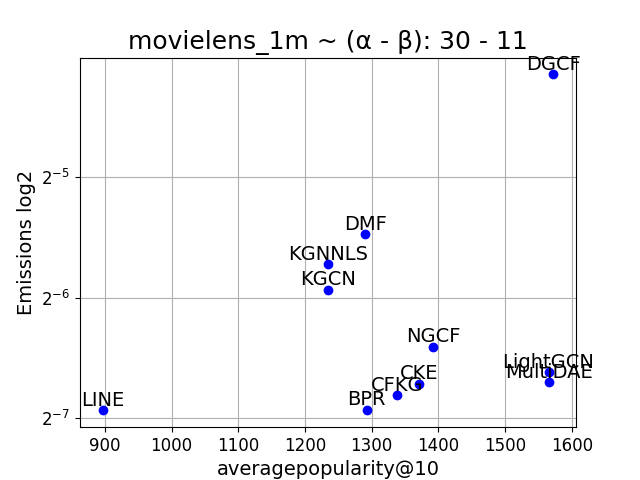 movielens_1m ~ (α - β): 30 - 11
DGCF
2⁻⁵
DMF
KGNNLS
KGCN
2⁻⁶
NGCF
LightGCN
MultiDAE
CKE
CFKG
BPR
LINE
2⁻⁷
Emissions log2
900 1000 1100 1200 1300 1400 1500 1600
averagepopularity@10